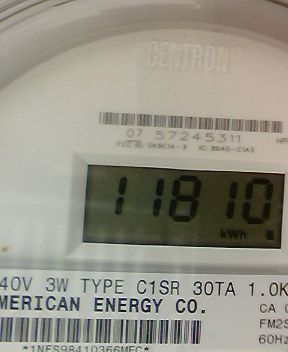 CENTRON®
07 57245311
11810
kWh
40V 3W TYPE C1SR 30TA 1.0K
MERICAN ENERGY CO.
CA
FM2S
60Hz